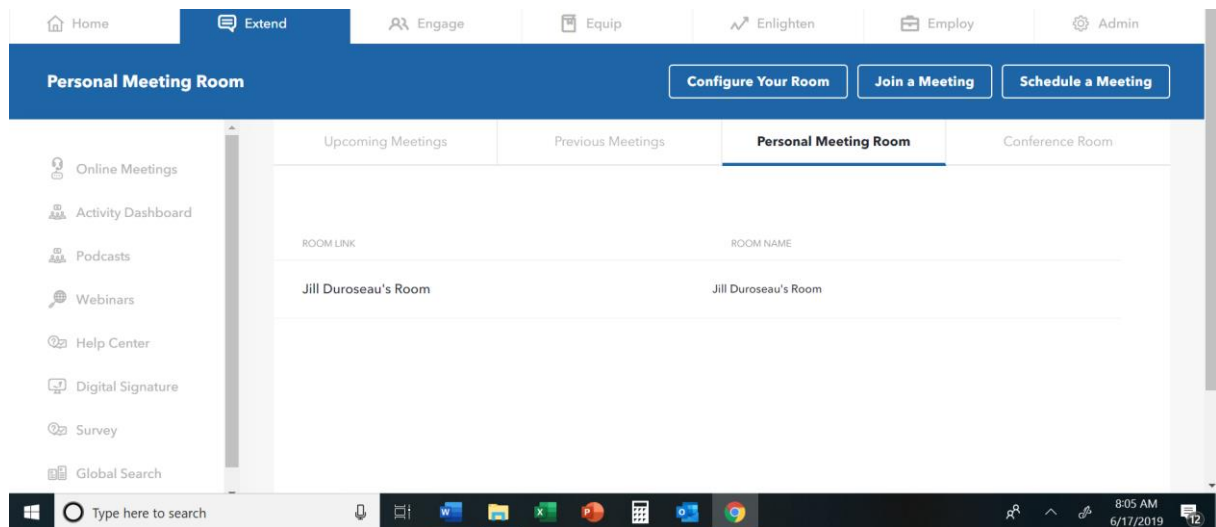 Home
Extend
Engage
Equip
Enlighten
Employ
Admin
Personal Meeting Room
Configure Your Room
Join a Meeting
Schedule a Meeting
Online Meetings
Activity Dashboard
Podcasts
Webinars
Help Center
Digital Signature
Survey
Global Search
Upcoming Meetings
Previous Meetings
Personal Meeting Room
Conference Room
ROOM LINK
ROOM NAME
Jill Duroseau's Room
Jill Duroseau's Room
Type here to search
8:05 AM
6/17/2019
12